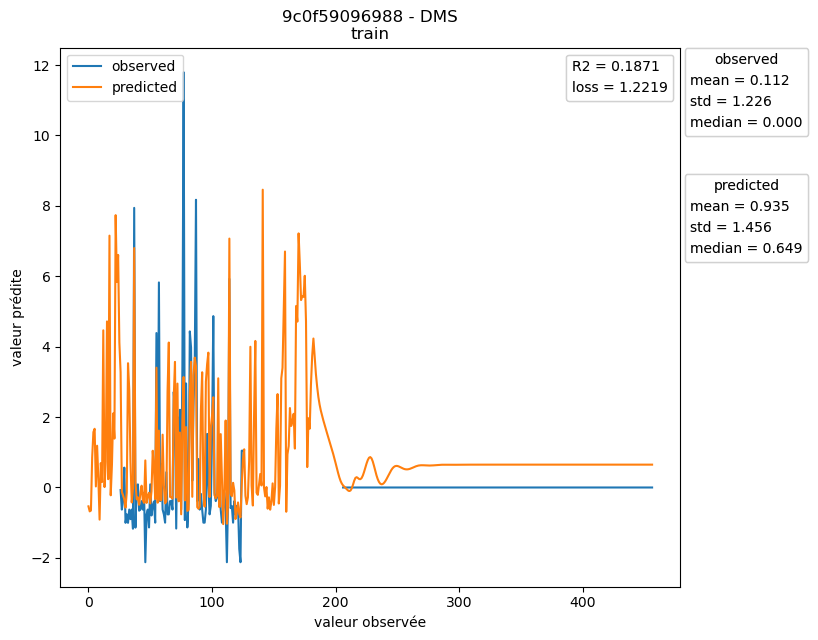 9c0f59096988 - DMS
train
observed
predicted
R2 = 0.1871
loss = 1.2219
observed
mean = 0.112
std = 1.226
median = 0.000
predicted
mean = 0.935
std = 1.456
median = 0.649
valeur prédite
12
10
8
6
4
2
0
−2
0
100
200
300
400
valeur observée